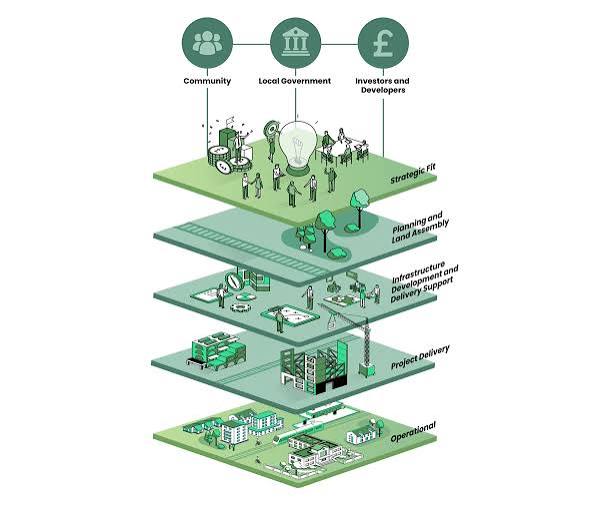 £
Community
Local Government
Investors and
Developers
Strategic Fit
Planning and
Land Assembly
Infrastructure
Development and
Delivery Support
Project Delivery
Operational